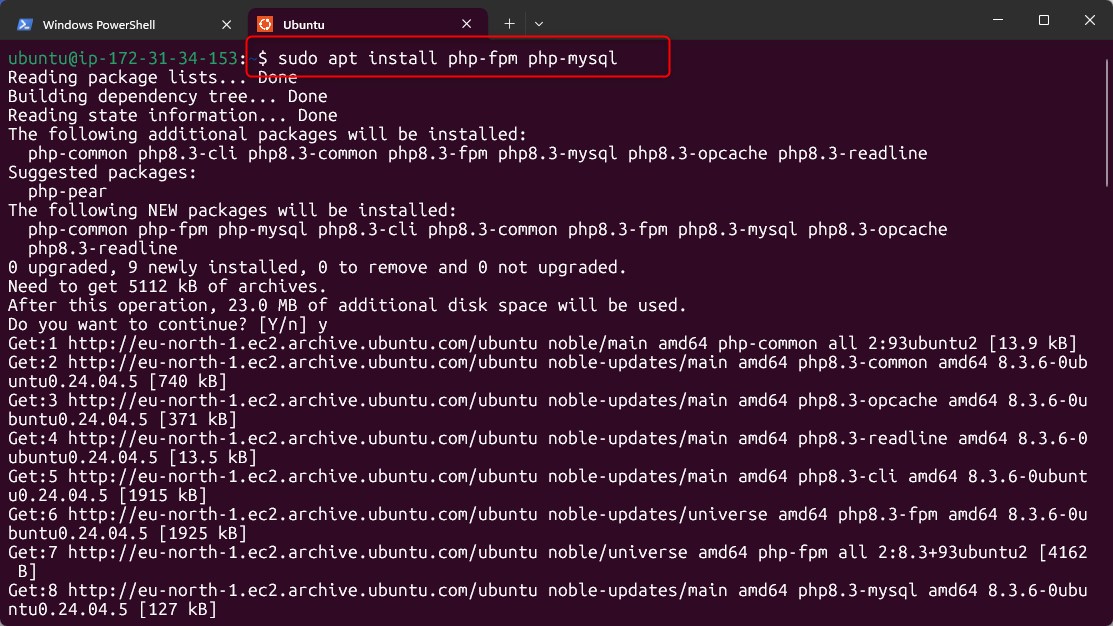 Windows PowerShell
Ubuntu
ubuntu@ip-172-31-34-153:~$ sudo apt install php-fpm php-mysql
Reading package lists... Done
Building dependency tree... Done
Reading state information... Done
The following additional packages will be installed:
  php-common php8.3-cli php8.3-common php8.3-fpm php8.3-mysql php8.3-opcache php8.3-readline
Suggested packages:
  php-pear
The following NEW packages will be installed:
  php-common php-fpm php-mysql php8.3-cli php8.3-common php8.3-fpm php8.3-mysql php8.3-opcache
  php8.3-readline
0 upgraded, 9 newly installed, 0 to remove and 0 not upgraded.
Need to get 5112 kB of archives.
After this operation, 23.0 MB of additional disk space will be used.
Do you want to continue? [Y/n] y
Get:1 http://eu-north-1.ec2.archive.ubuntu.com/ubuntu noble/main amd64 php-common all 2:93ubuntu2 [13.9 kB]
Get:2 http://eu-north-1.ec2.archive.ubuntu.com/ubuntu noble-updates/main amd64 php8.3-common amd64 8.3.6-0ub
untu0.24.04.5 [740 kB]
Get:3 http://eu-north-1.ec2.archive.ubuntu.com/ubuntu noble-updates/main amd64 php8.3-opcache amd64 8.3.6-0u
buntu0.24.04.5 [371 kB]
Get:4 http://eu-north-1.ec2.archive.ubuntu.com/ubuntu noble-updates/main amd64 php8.3-readline amd64 8.3.6-0
ubuntu0.24.04.5 [13.5 kB]
Get:5 http://eu-north-1.ec2.archive.ubuntu.com/ubuntu noble-updates/main amd64 php8.3-cli amd64 8.3.6-0ubunt
u0.24.04.5 [1915 kB]
Get:6 http://eu-north-1.ec2.archive.ubuntu.com/ubuntu noble-updates/universe amd64 php8.3-fpm amd64 8.3.6-0u
buntu0.24.04.5 [1925 kB]
Get:7 http://eu-north-1.ec2.archive.ubuntu.com/ubuntu noble/universe amd64 php-fpm all 2:8.3+93ubuntu2 [4162
 B]
Get:8 http://eu-north-1.ec2.archive.ubuntu.com/ubuntu noble-updates/main amd64 php8.3-mysql amd64 8.3.6-0ubu
ntu0.24.04.5 [127 kB]